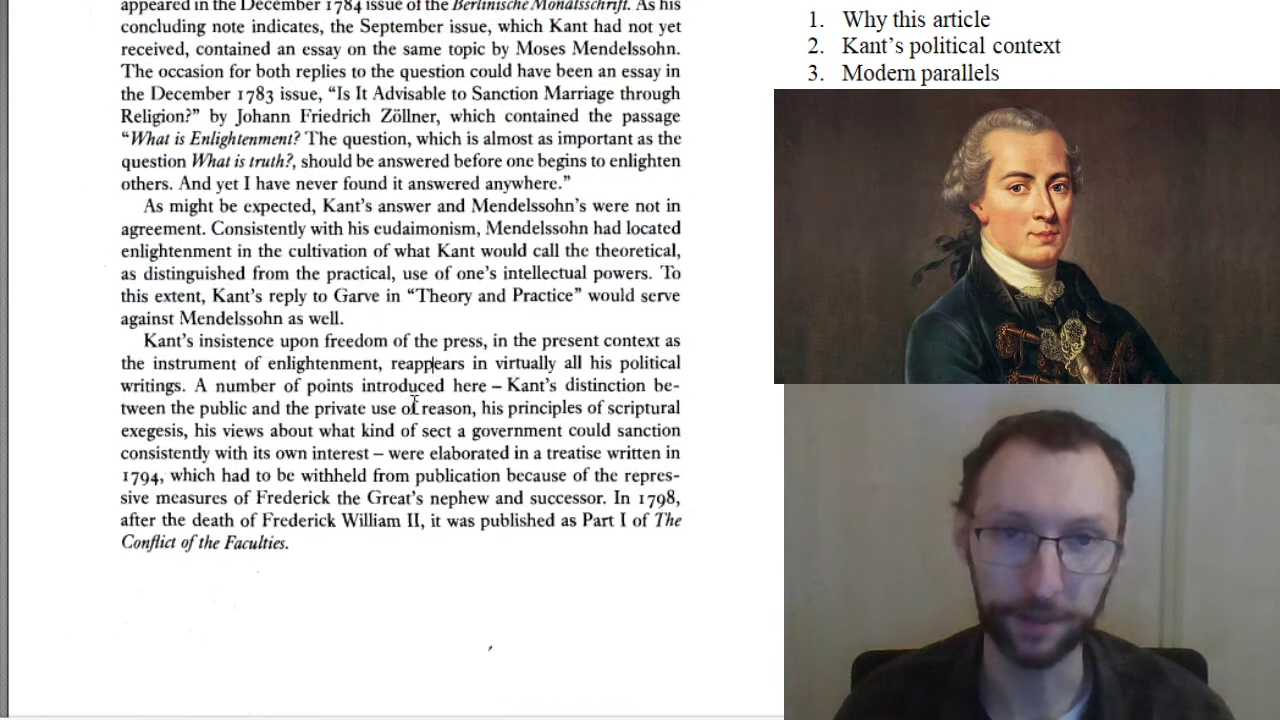 appeared in the December 1784 issue of the Berlinische Monatsschrift. As his
concluding note indicates, the September issue, which Kant had not yet
received, contained an essay on the same topic by Moses Mendelssohn.
The occasion for both replies to the question could have been an essay in
the December 1783 issue, “Is It Advisable to Sanction Marriage through
Religion?” by Johann Friedrich Zöllner, which contained the passage
“What is Enlightenment? The question, which is almost as important as the
question What is truth?, should be answered before one begins to enlighten
others. And yet I have never found it answered anywhere.”
As might be expected, Kant’s answer and Mendelssohn’s were not in
agreement. Consistently with his eudaimonism, Mendelssohn had located
enlightenment in the cultivation of what Kant would call the theoretical,
as distinguished from the practical, use of one’s intellectual powers. To
this extent, Kant’s reply to Garve in “Theory and Practice” would serve
against Mendelssohn as well.
Kant’s insistence upon freedom of the press, in the present context as
the instrument of enlightenment, reappears in virtually all his political
writings. A number of points introduced here – Kant’s distinction be-
tween the public and the private use of reason, his principles of scriptural
exegesis, his views about what kind of sect a government could sanction
consistently with its own interest – were elaborated in a treatise written in
1794, which had to be withheld from publication because of the repres-
sive measures of Frederick the Great’s nephew and successor. In 1798,
after the death of Frederick William II, it was published as Part I of The
Conflict of the Faculties.
1. Why this article
2. Kant’s political context
3. Modern parallels